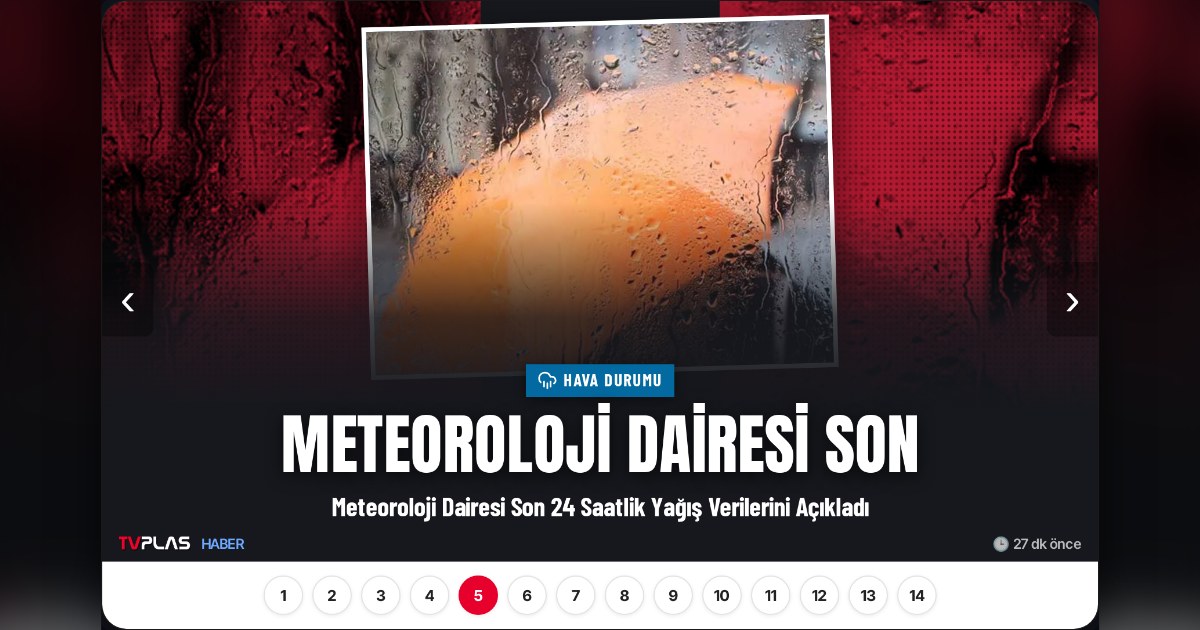 HAVA DURUMU
METEOROLOJİ DAİRESİ SON
Meteoroloji Dairesi Son 24 Saatlik Yağış Verilerini Açıkladı
TVPLAS HABER
27 dk önce
1 2 3 4 5 6 7 8 9 10 11 12 13 14